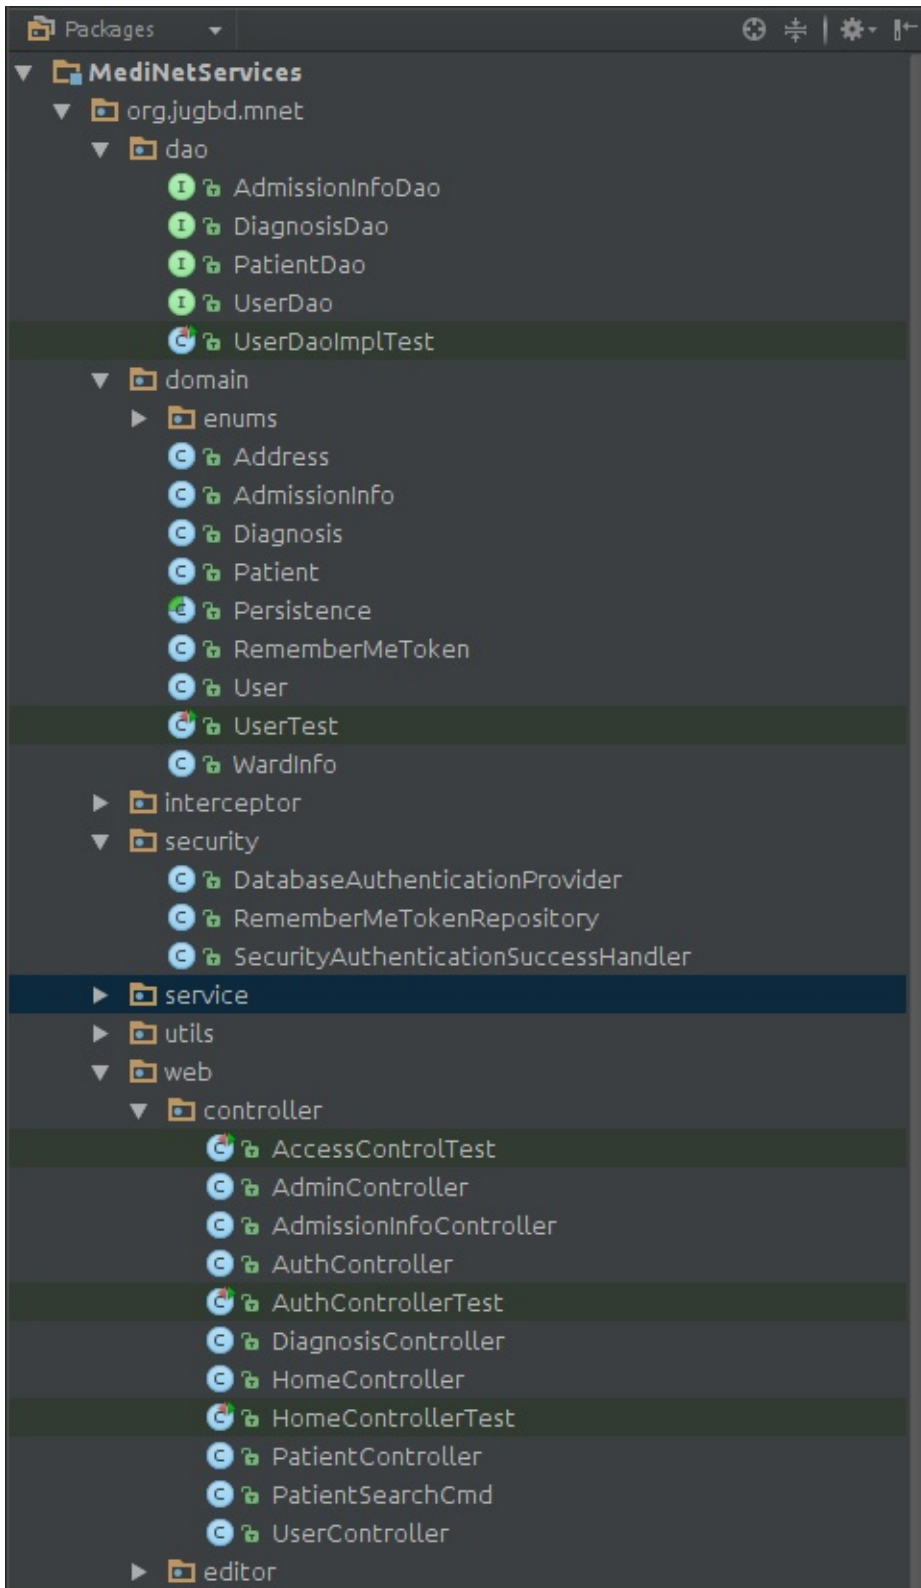 Packages
MediNetServices
org.jugbd.mnet
dao
AdmissionInfoDao
DiagnosisDao
PatientDao
UserDao
UserDaoImplTest
domain
enums
Address
AdmissionInfo
Diagnosis
Patient
Persistence
RememberMeToken
User
UserTest
WardInfo
interceptor
security
DatabaseAuthenticationProvider
RememberMeTokenRepository
SecurityAuthenticationSuccessHandler
service
utils
web
controller
AccessControlTest
AdminController
AdmissionInfoController
AuthController
AuthControllerTest
DiagnosisController
HomeController
HomeControllerTest
PatientController
PatientSearchCmd
UserController
editor